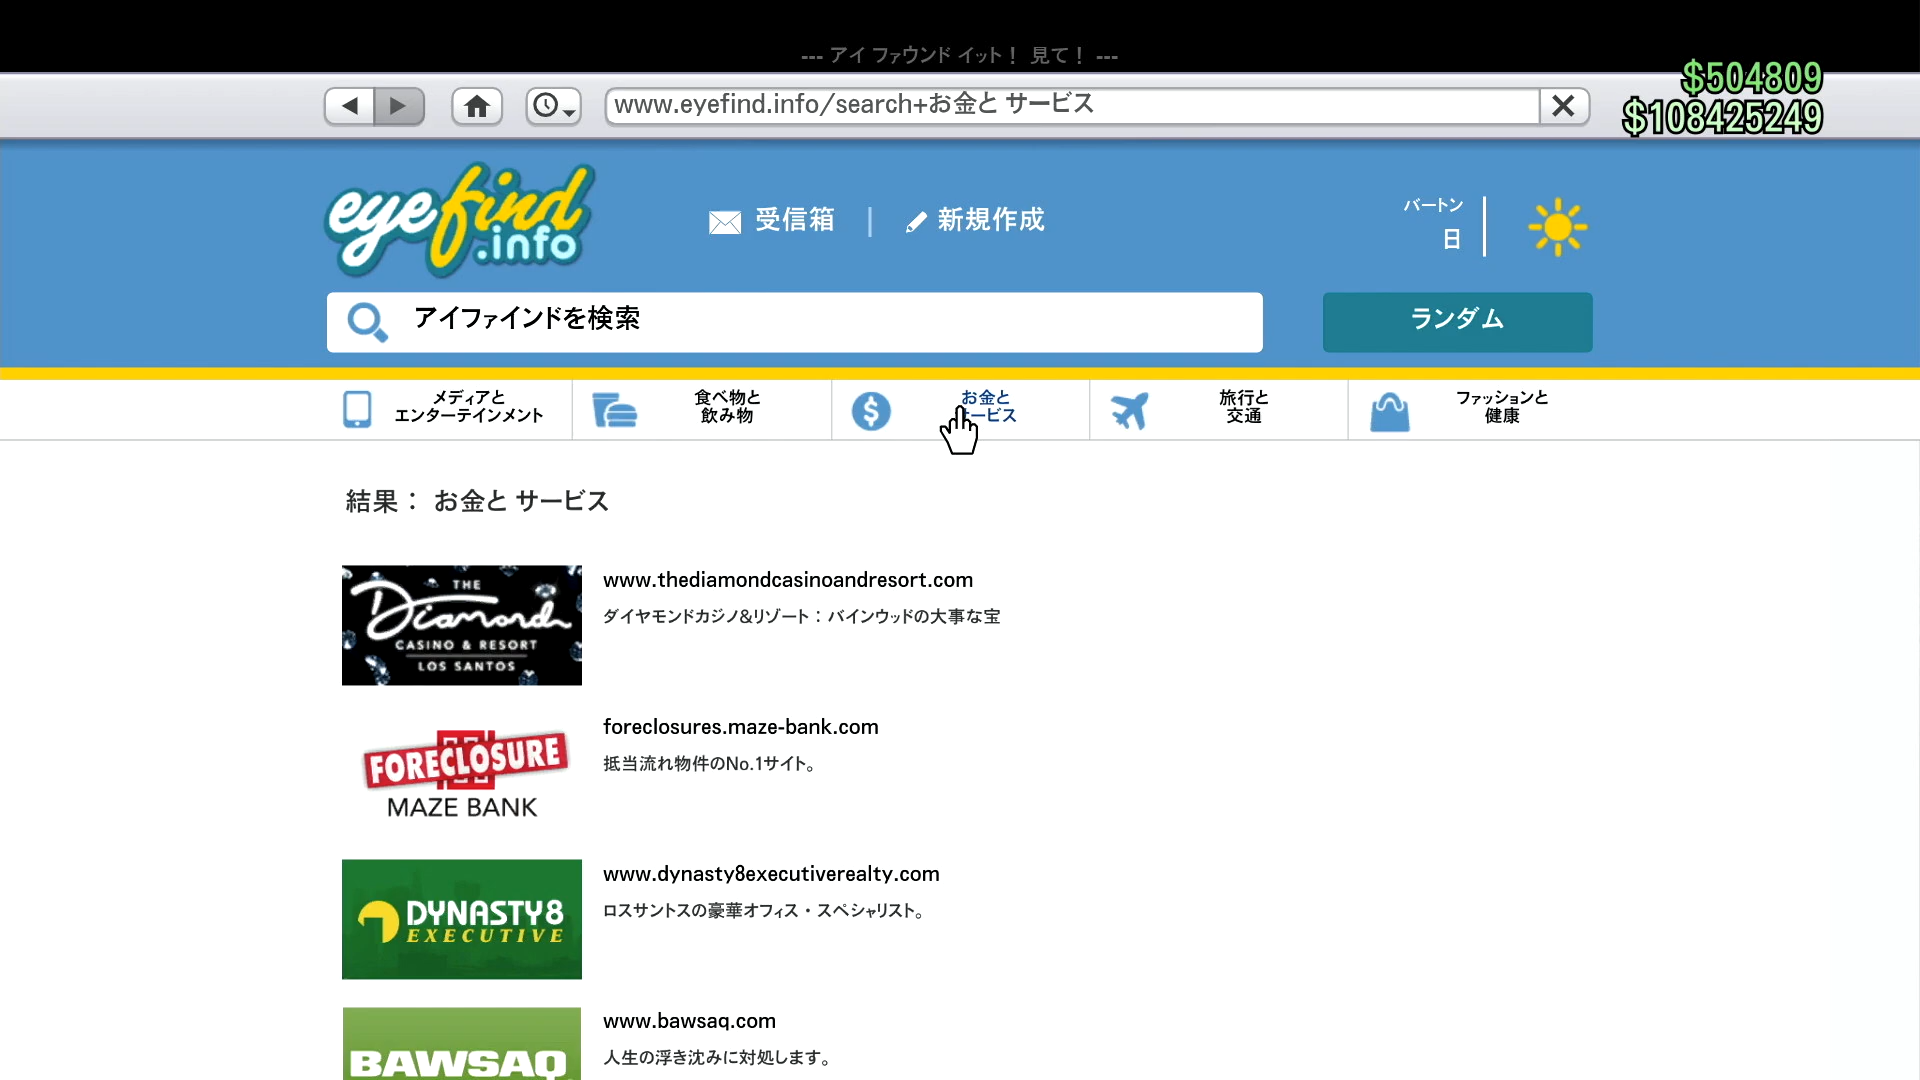 --- アイ ファウンド イット！ 見て！ ---
$504809
www.eyefind.info/search+お金と サービス
$108425249
eyefind
.info
受信箱
新規作成
バートン
日
アイファインドを検索
ランダム
メディアと
エンターテインメント
食べ物と
飲み物
お金と
サービス
旅行と
交通
ファッションと
健康
結果： お金と サービス
THE
Diamond
CASINO & RESORT
LOS SANTOS
www.thediamondcasinoandresort.com
ダイヤモンドカジノ&リゾート：バインウッドの大事な宝
FORECLOSURE
MAZE BANK
foreclosures.maze-bank.com
抵当流れ物件のNo.1サイト。
DYNASTY8
EXECUTIVE
www.dynasty8executiverealty.com
ロスサントスの豪華オフィス・スペシャリスト。
BAWSAQ
www.bawsaq.com
人生の浮き沈みに対処します。